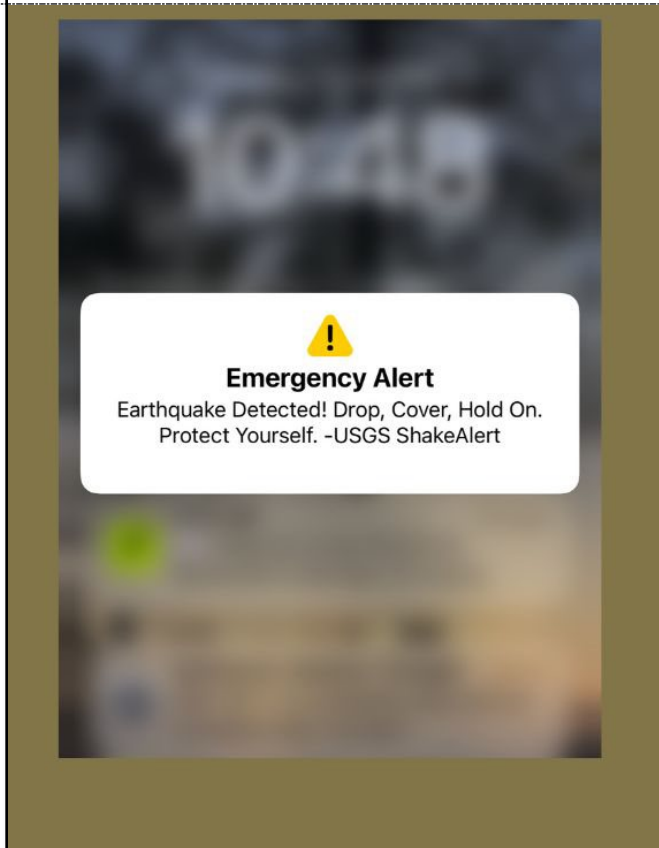 Emergency Alert
Earthquake Detected! Drop, Cover, Hold On.
Protect Yourself. -USGS ShakeAlert